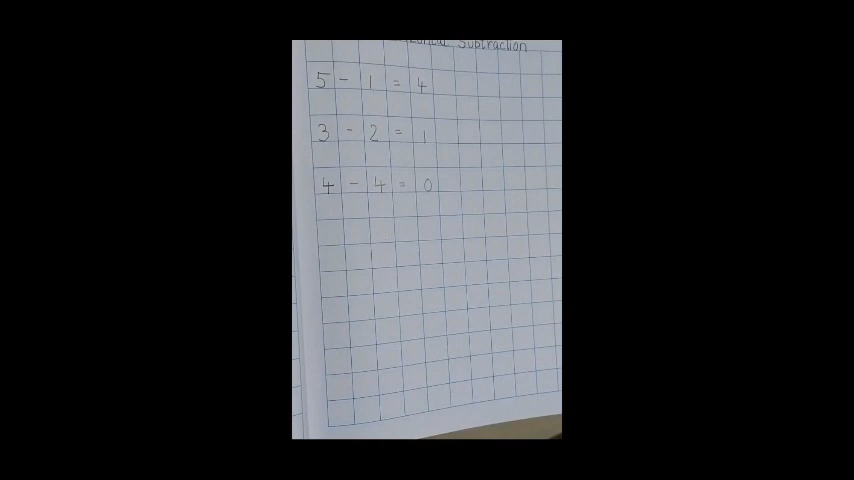 Subtraction
5 - 1 = 4
3 - 2 = 1
4 - 4 = 0